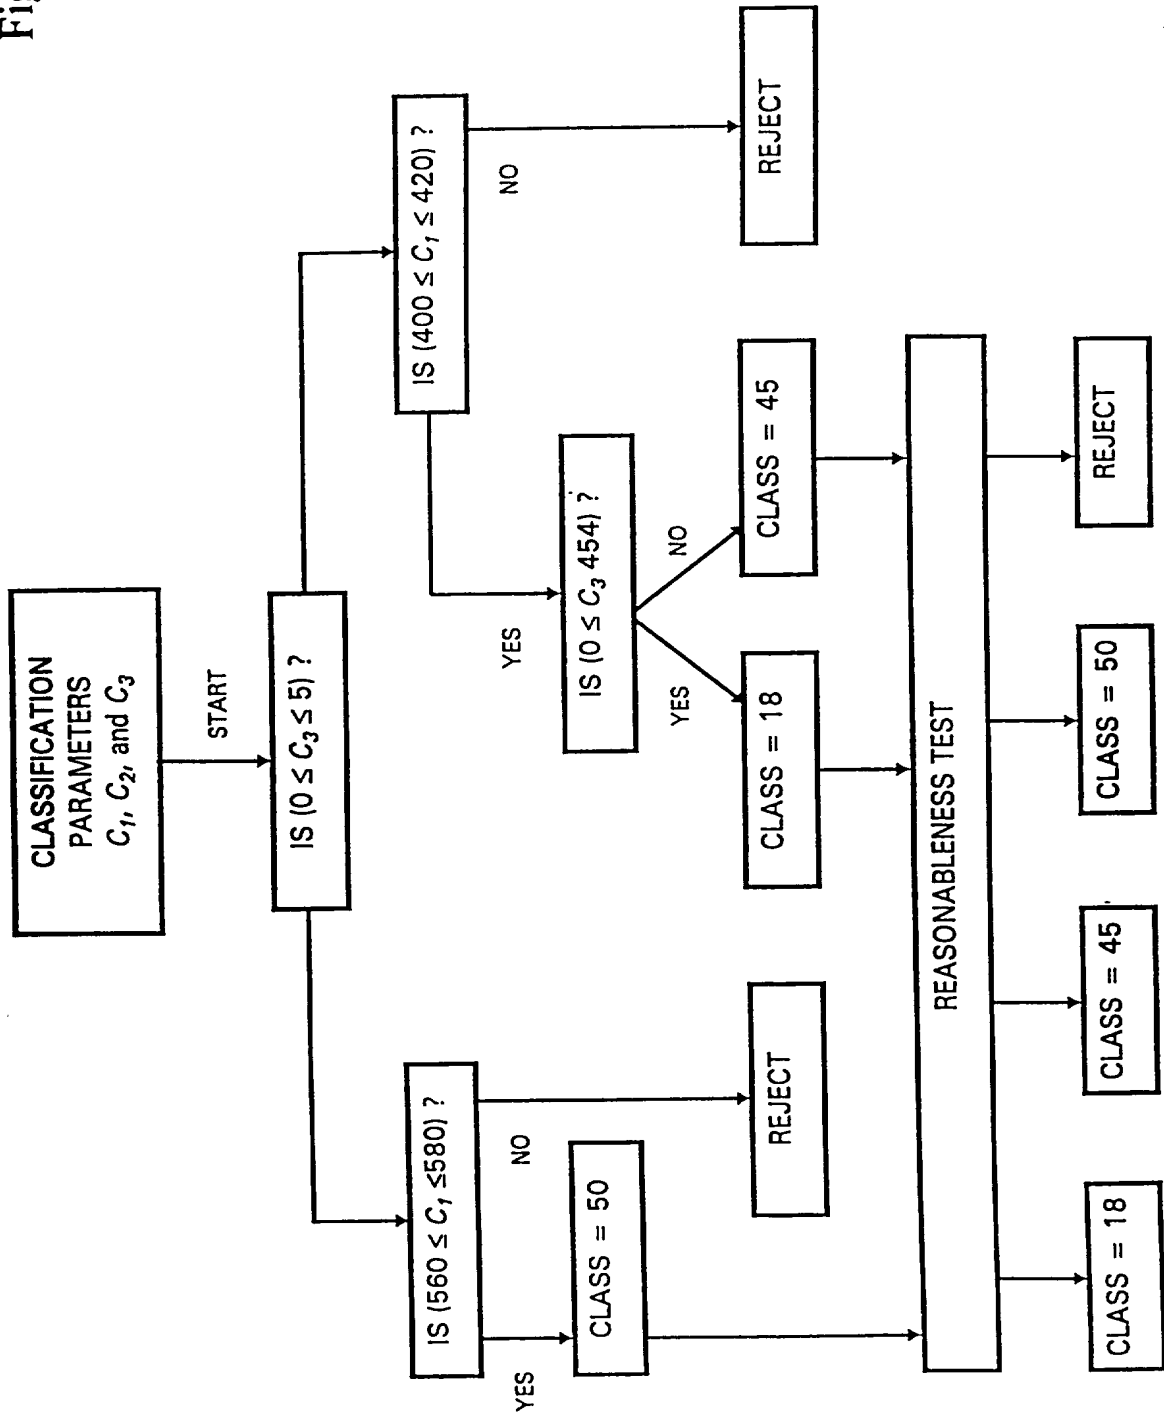 Fig
CLASSIFICATION
PARAMETERS
C₁, C₂, and C₃
START
IS (0 ≤ C₃ ≤ 5) ?
IS (560 ≤ C₁ ≤580) ?
IS (400 ≤ C₁ ≤ 420) ?
YES
NO
YES
NO
CLASS = 50
IS (0 ≤ C₃ 454) ?
YES
NO
REJECT
CLASS = 18
CLASS = 45
REJECT
REASONABLENESS TEST
CLASS = 18
CLASS = 45
CLASS = 50
REJECT